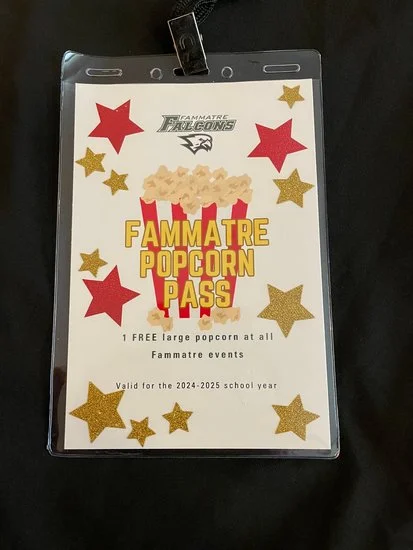 FAMMATRE
FALCONS
FAMMATRE
POPCORN
PASS
1 FREE large popcorn at all
Fammatre events
Valid for the 2024-2025 school year